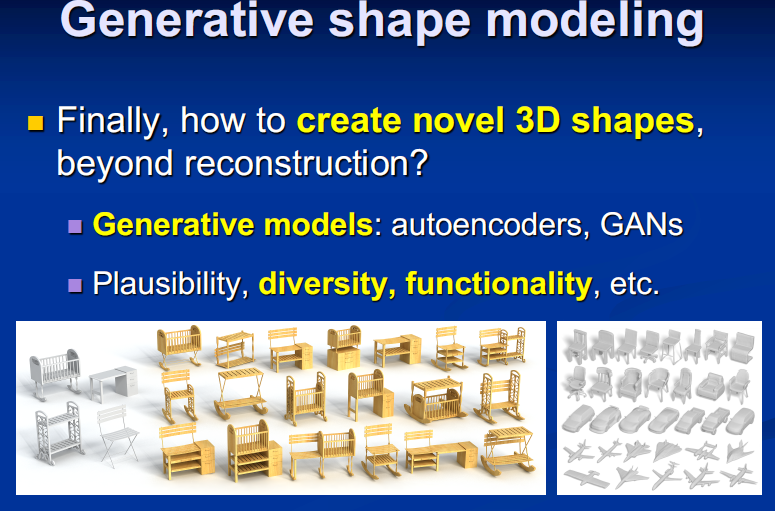 Generative shape modeling
Finally, how to create novel 3D shapes,
beyond reconstruction?
Generative models: autoencoders, GANs
Plausibility, diversity, functionality, etc.